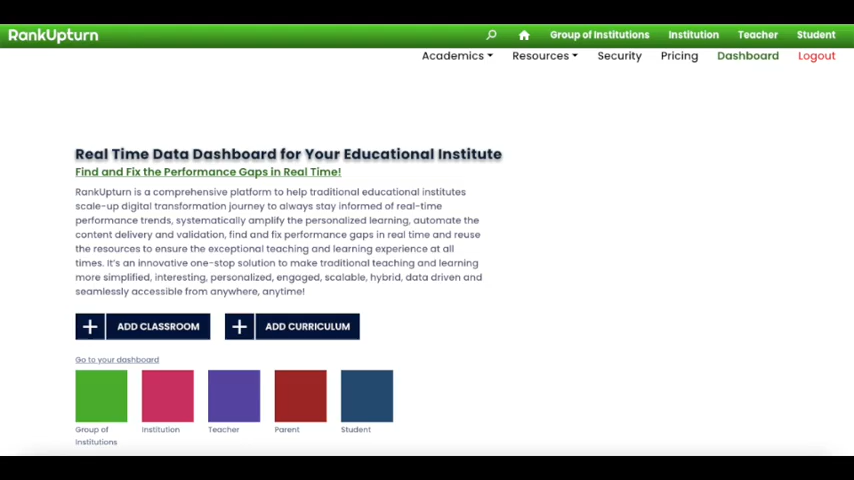 RankUpturn
Group of Institutions Institution Teacher Student
Academics Resources Security Pricing Dashboard Logout
Real Time Data Dashboard for Your Educational Institute
Find and Fix the Performance Gaps in Real Time!
RankUpturn is a comprehensive platform to help traditional educational institutes
scale-up digital transformation journey to always stay informed of real-time
performance trends, systematically amplify the personalized learning, automate the
content delivery and validation, find and fix performance gaps in real time and reuse
the resources to ensure the exceptional teaching and learning experience at all
times. It's an innovative one-stop solution to make traditional teaching and learning
more simplified, interesting, personalized, engaged, scalable, hybrid, data driven and
seamlessly accessible from anywhere, anytime!
ADD CLASSROOM ADD CURRICULUM
Go to your dashboard
Group of Institution Teacher Parent Student
Institutions